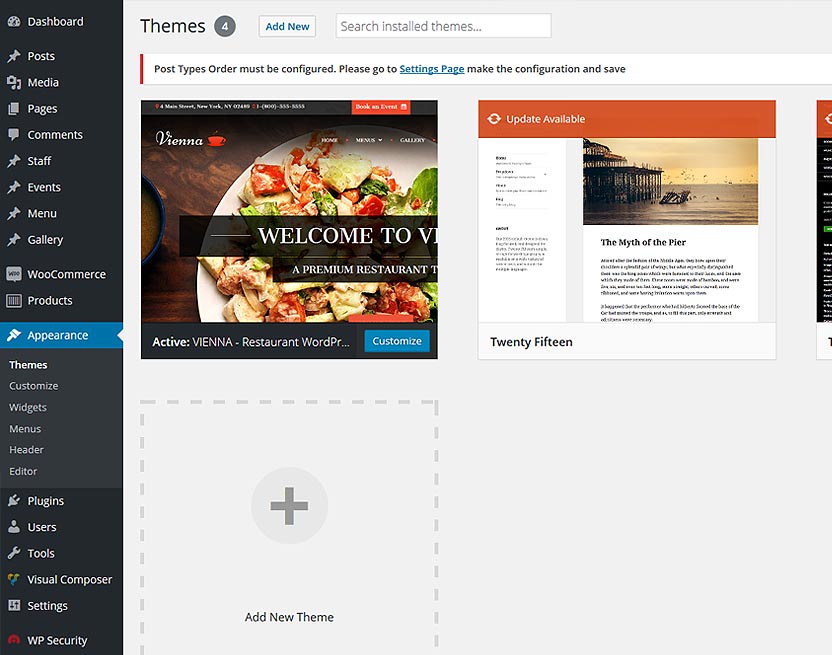 Dashboard
Posts
Media
Pages
Comments
Staff
Events
Menu
Gallery
WooCommerce
Products
Appearance
Themes
Customize
Widgets
Menus
Header
Editor
Plugins
Users
Tools
Visual Composer
Settings
WP Security
Themes 4 Add New Search installed themes...
Post Types Order must be configured. Please go to Settings Page make the configuration and save
4 Main Street, New York, NY 02489 1-(800)-555-5555 Book an Event
Vienna HOME MENUS GALLERY
WELCOME TO VI
A PREMIUM RESTAURANT T
Active: VIENNA - Restaurant WordPr... Customize
Update Available
ABOUT
The Myth of the Pier
Twenty Fifteen
Add New Theme